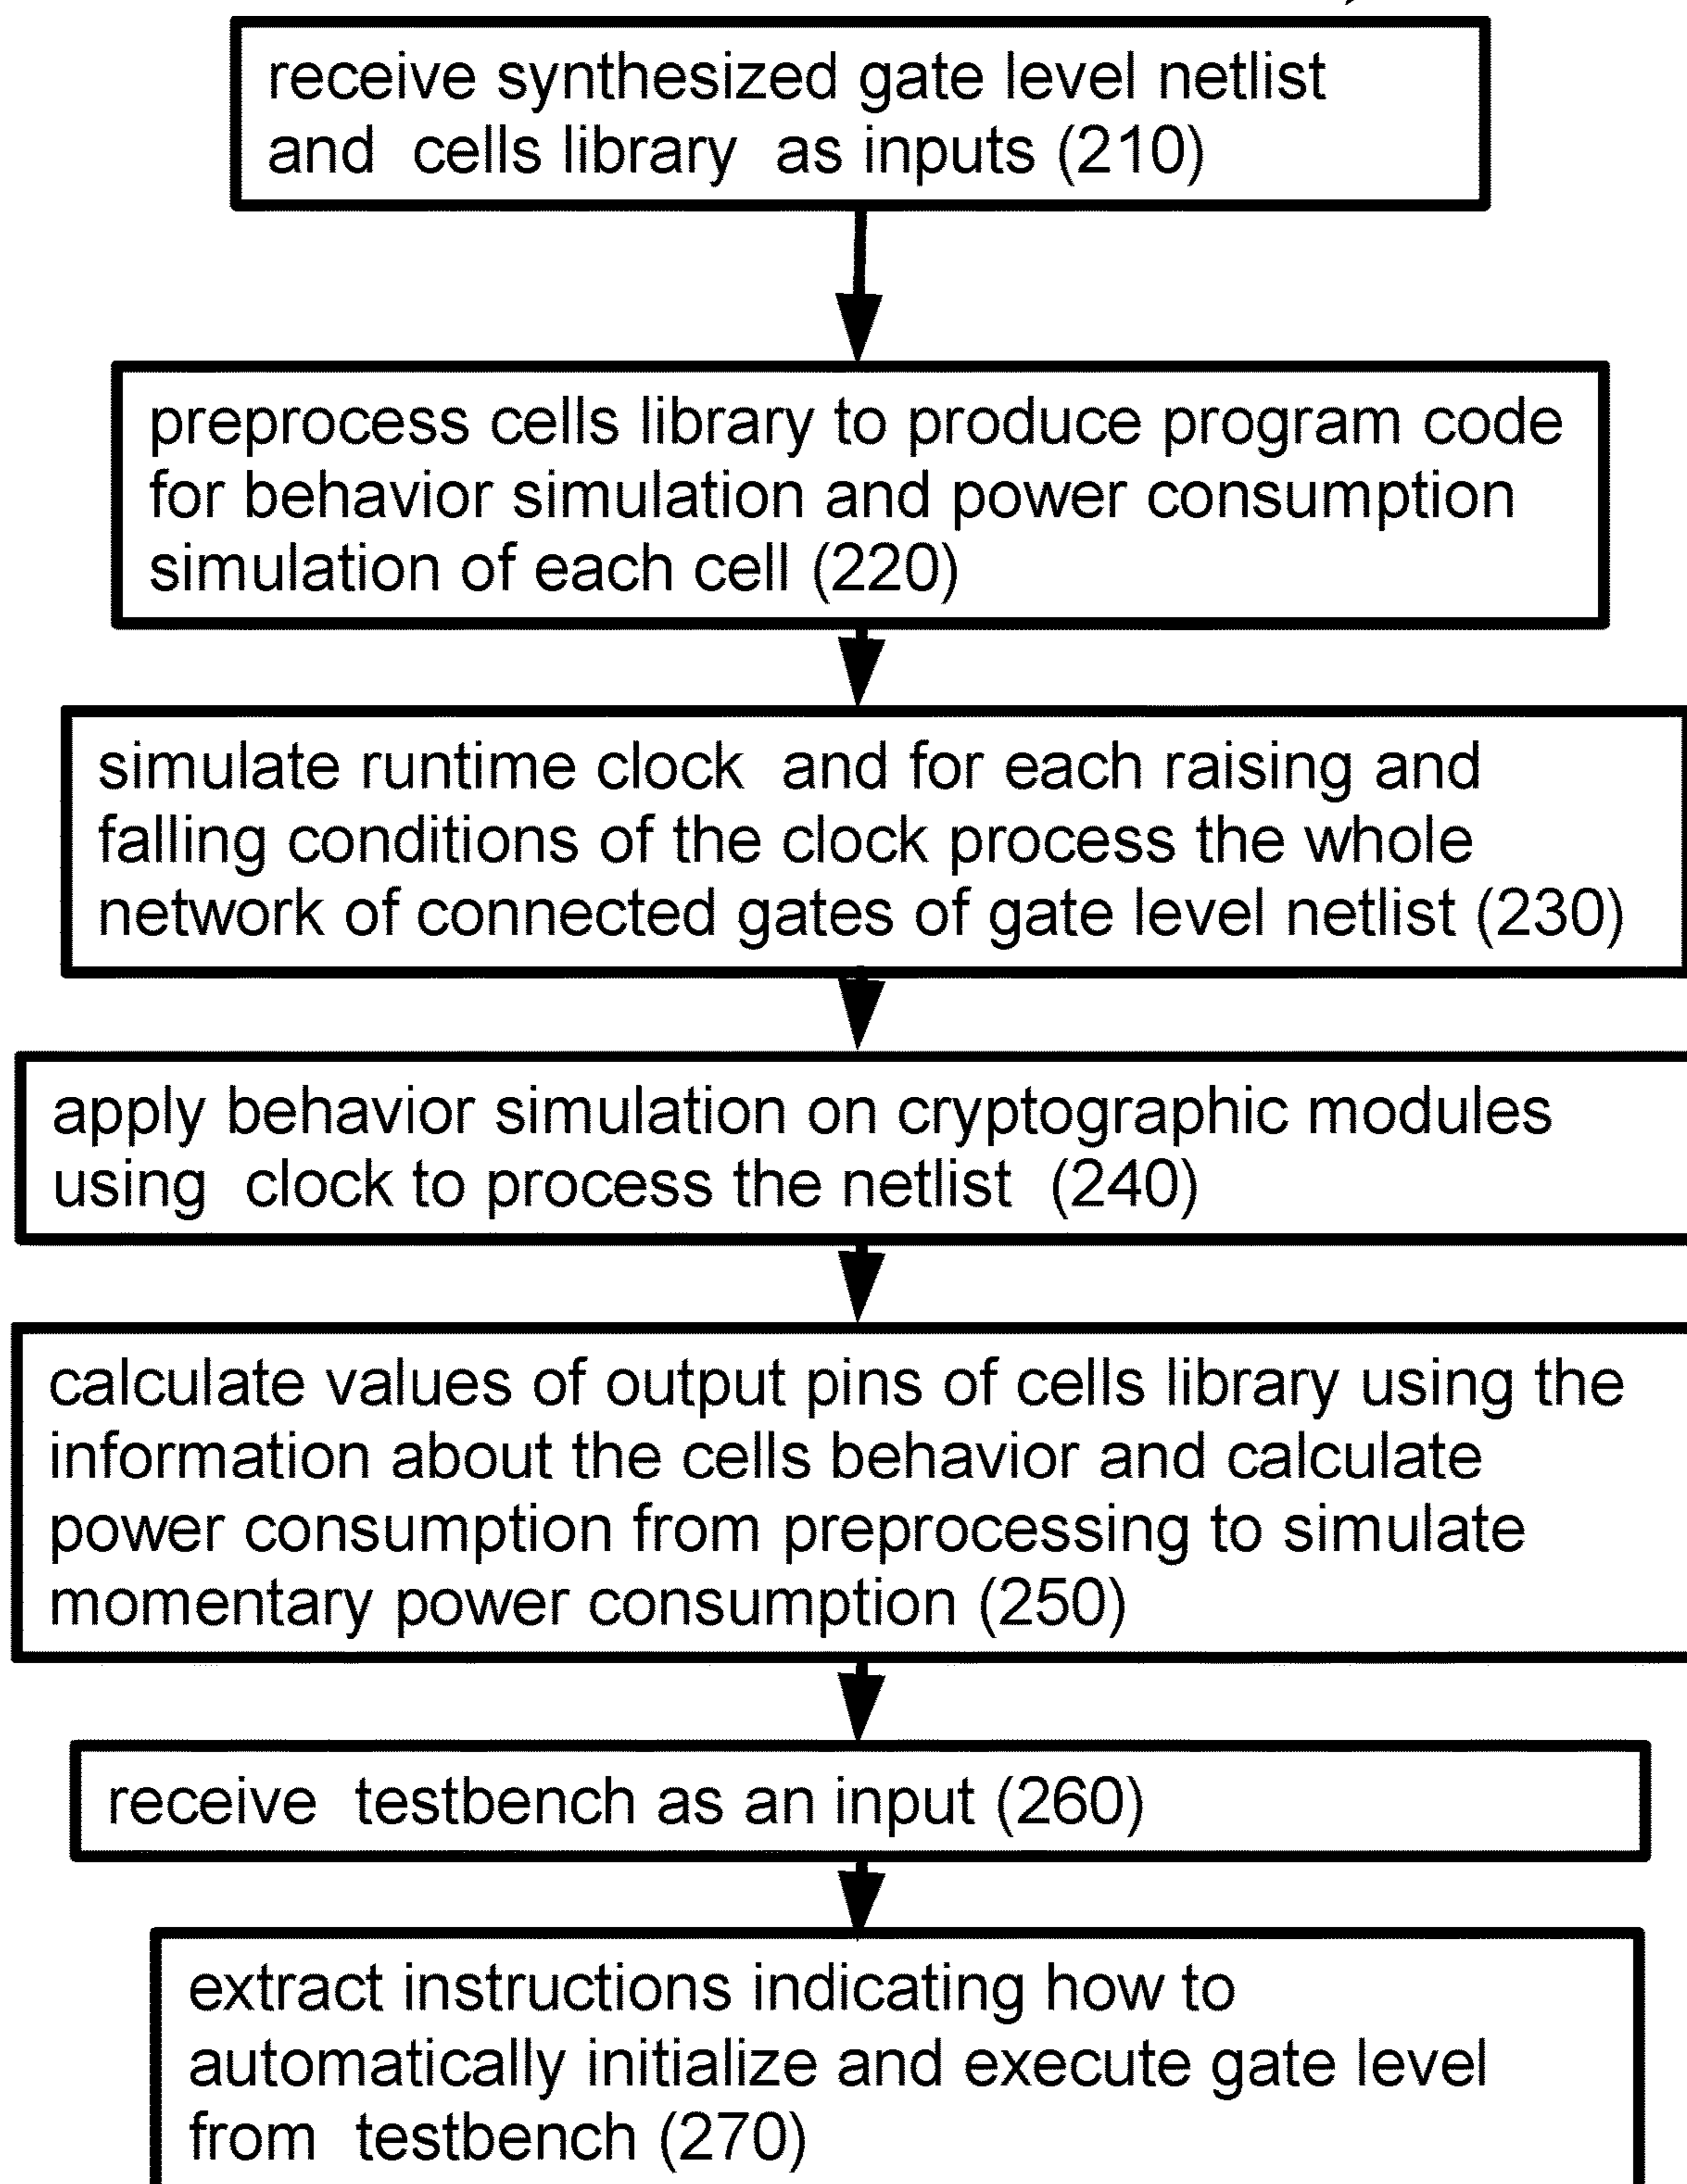 receive synthesized gate level netlist
and cells library as inputs (210)
preprocess cells library to produce program code
for behavior simulation and power consumption
simulation of each cell (220)
simulate runtime clock and for each raising and
falling conditions of the clock process the whole
network of connected gates of gate level netlist (230)
apply behavior simulation on cryptographic modules
using clock to process the netlist (240)
calculate values of output pins of cells library using the
information about the cells behavior and calculate
power consumption from preprocessing to simulate
momentary power consumption (250)
receive testbench as an input (260)
extract instructions indicating how to
automatically initialize and execute gate level
from testbench (270)